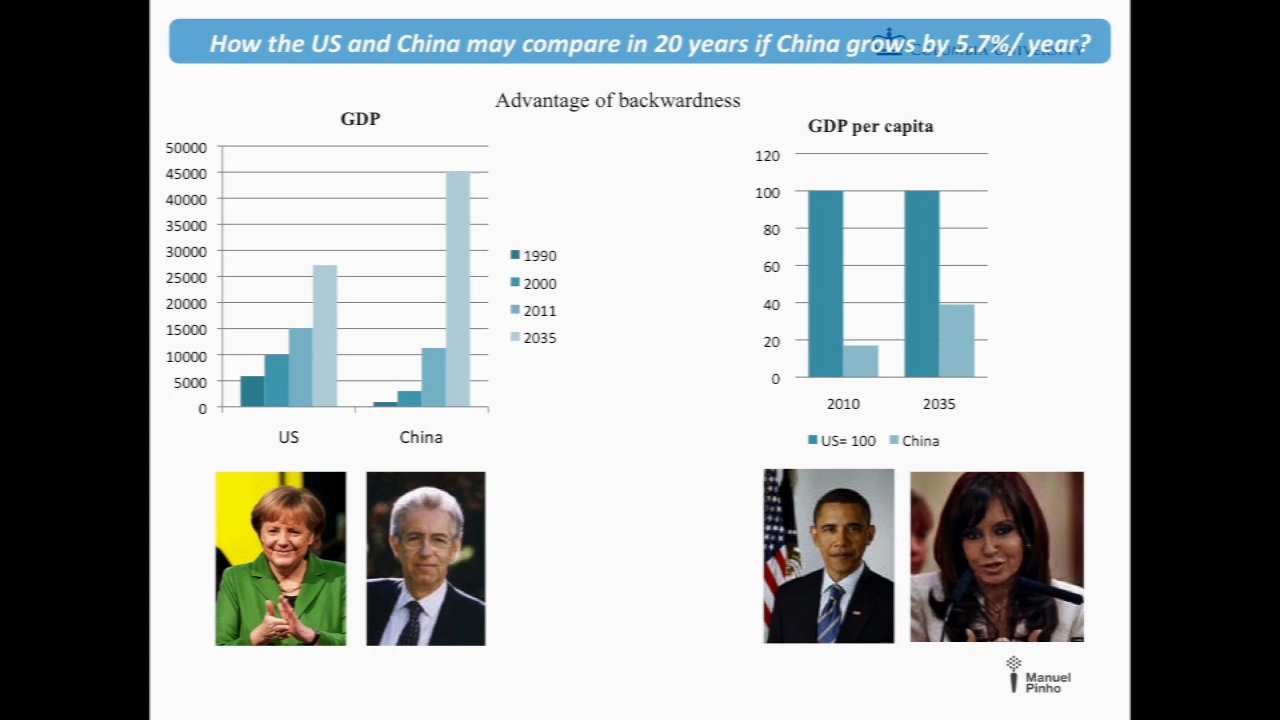 How the US and China may compare in 20 years if China grows by 5.7%/ year?
COLUMBIA UNIVERSITY
Advantage of backwardness
GDP
50000
45000
40000
35000
30000
25000
20000
15000
10000
5000
0
US
China
1990
2000
2011
2035
GDP per capita
120
100
80
60
40
20
0
2010
2035
US= 100
China
Manuel
Pinho